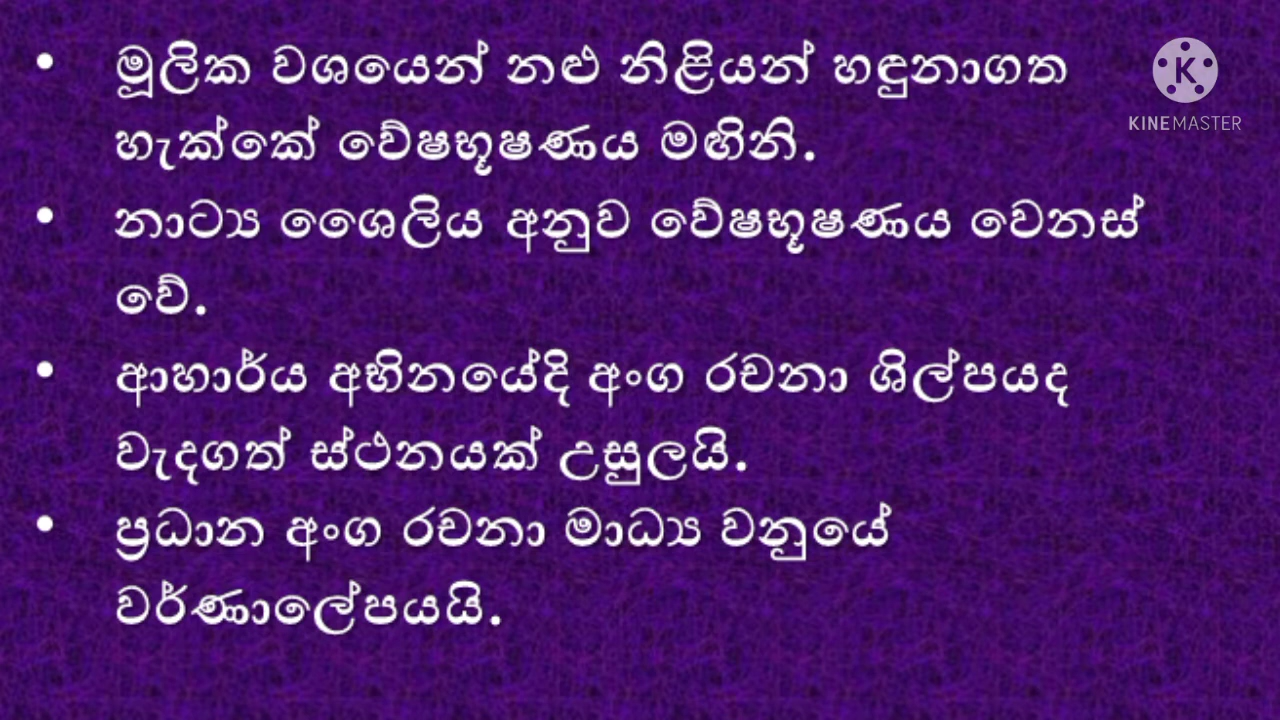 • මූලික වශයෙන් නළු නිළියන් හඳුනාගත
හැක්කේ වේෂභූෂණය මඟිනි.
• නාට්‍ය ශෛලිය අනුව වේෂභූෂණය වෙනස්
වේ.
• ආහාර්ය අභිනයේදි අංග රචනා ශිල්පයද
වැදගත් ස්ථනයක් උසුලයි.
• ප්‍රධාන අංග රචනා මාධ්‍ය වනුයේ
වර්ණාලේපයයි.
K
KINEMASTER